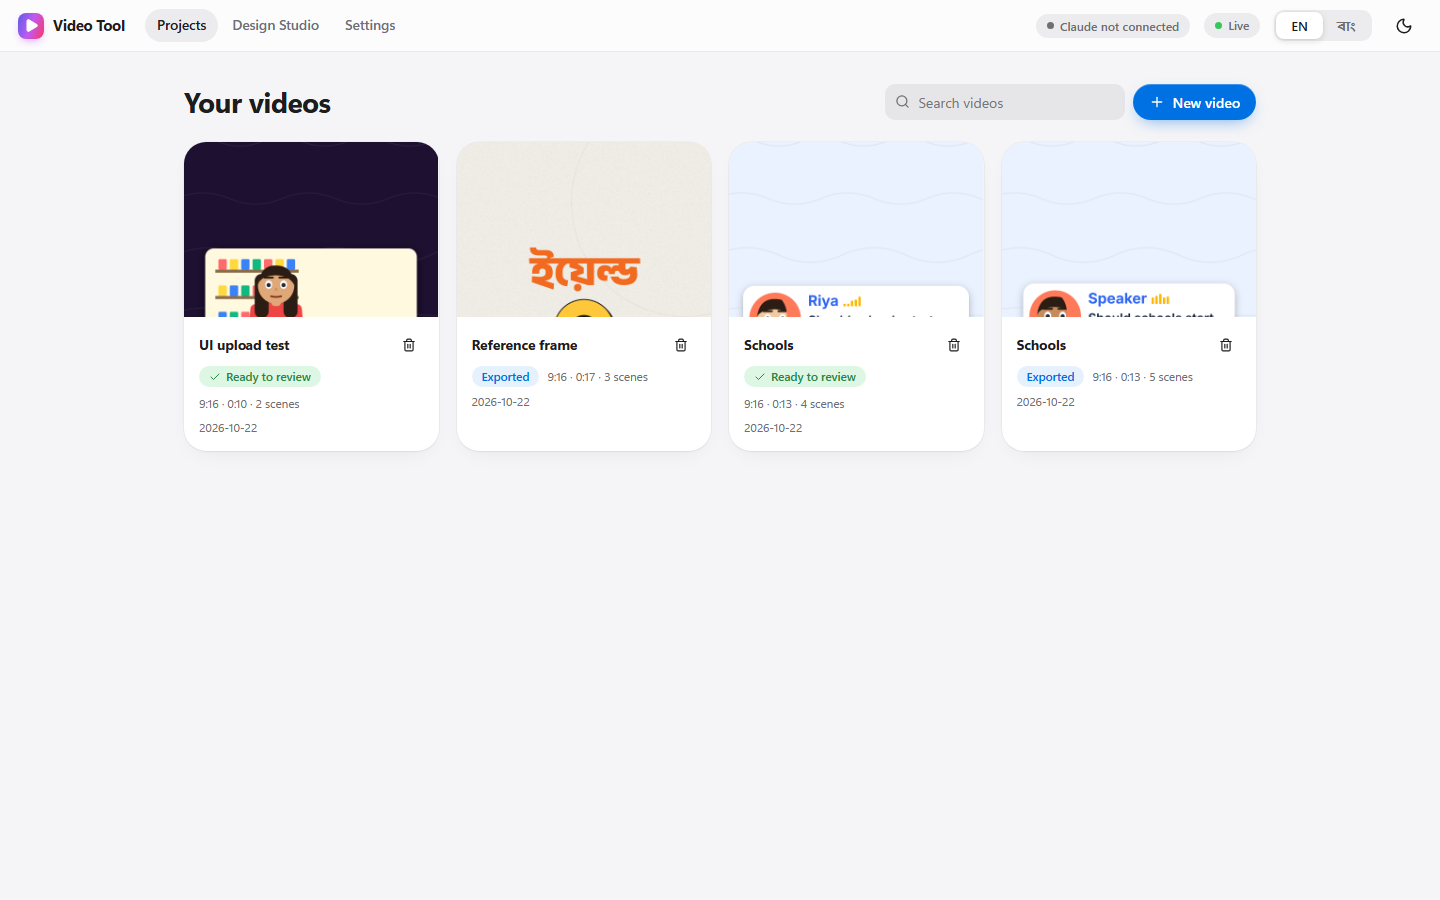 Video Tool
Projects
Design Studio
Settings
Claude not connected
Live
EN
বাং
Your videos
Search videos
New video
ইয়েল্ড
Riya
Speaker
UI upload test
Ready to review
9:16 · 0:10 · 2 scenes
2026-10-22
Reference frame
Exported
9:16 · 0:17 · 3 scenes
2026-10-22
Schools
Ready to review
9:16 · 0:13 · 4 scenes
2026-10-22
Schools
Exported
9:16 · 0:13 · 5 scenes
2026-10-22